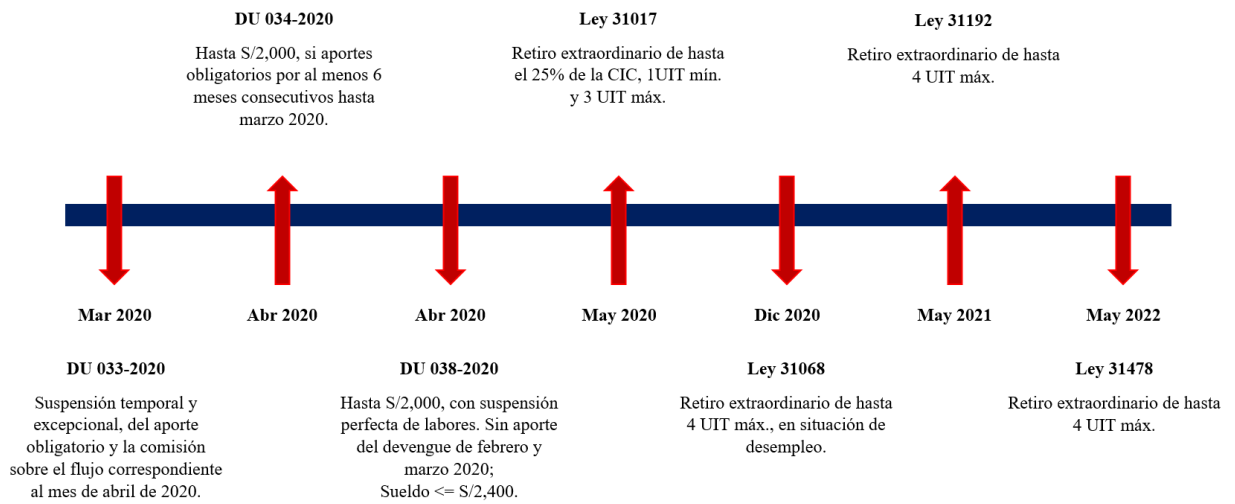 DU 034-2020
Hasta S/2,000, si aportes
obligatorios por al menos 6
meses consecutivos hasta
marzo 2020.
Ley 31017
Retiro extraordinario de hasta
el 25% de la CIC, 1UIT mín.
y 3 UIT máx.
Ley 31192
Retiro extraordinario de hasta
4 UIT máx.
Mar 2020
Abr 2020
Abr 2020
May 2020
Dic 2020
May 2021
May 2022
DU 033-2020
Suspensión temporal y
excepcional, del aporte
obligatorio y la comisión
sobre el flujo correspondiente
al mes de abril de 2020.
DU 038-2020
Hasta S/2,000, con suspensión
perfecta de labores. Sin aporte
del devengue de febrero y
marzo 2020;
Sueldo <= S/2,400.
Ley 31068
Retiro extraordinario de hasta
4 UIT máx., en situación de
desempleo.
Ley 31478
Retiro extraordinario de hasta
4 UIT máx.